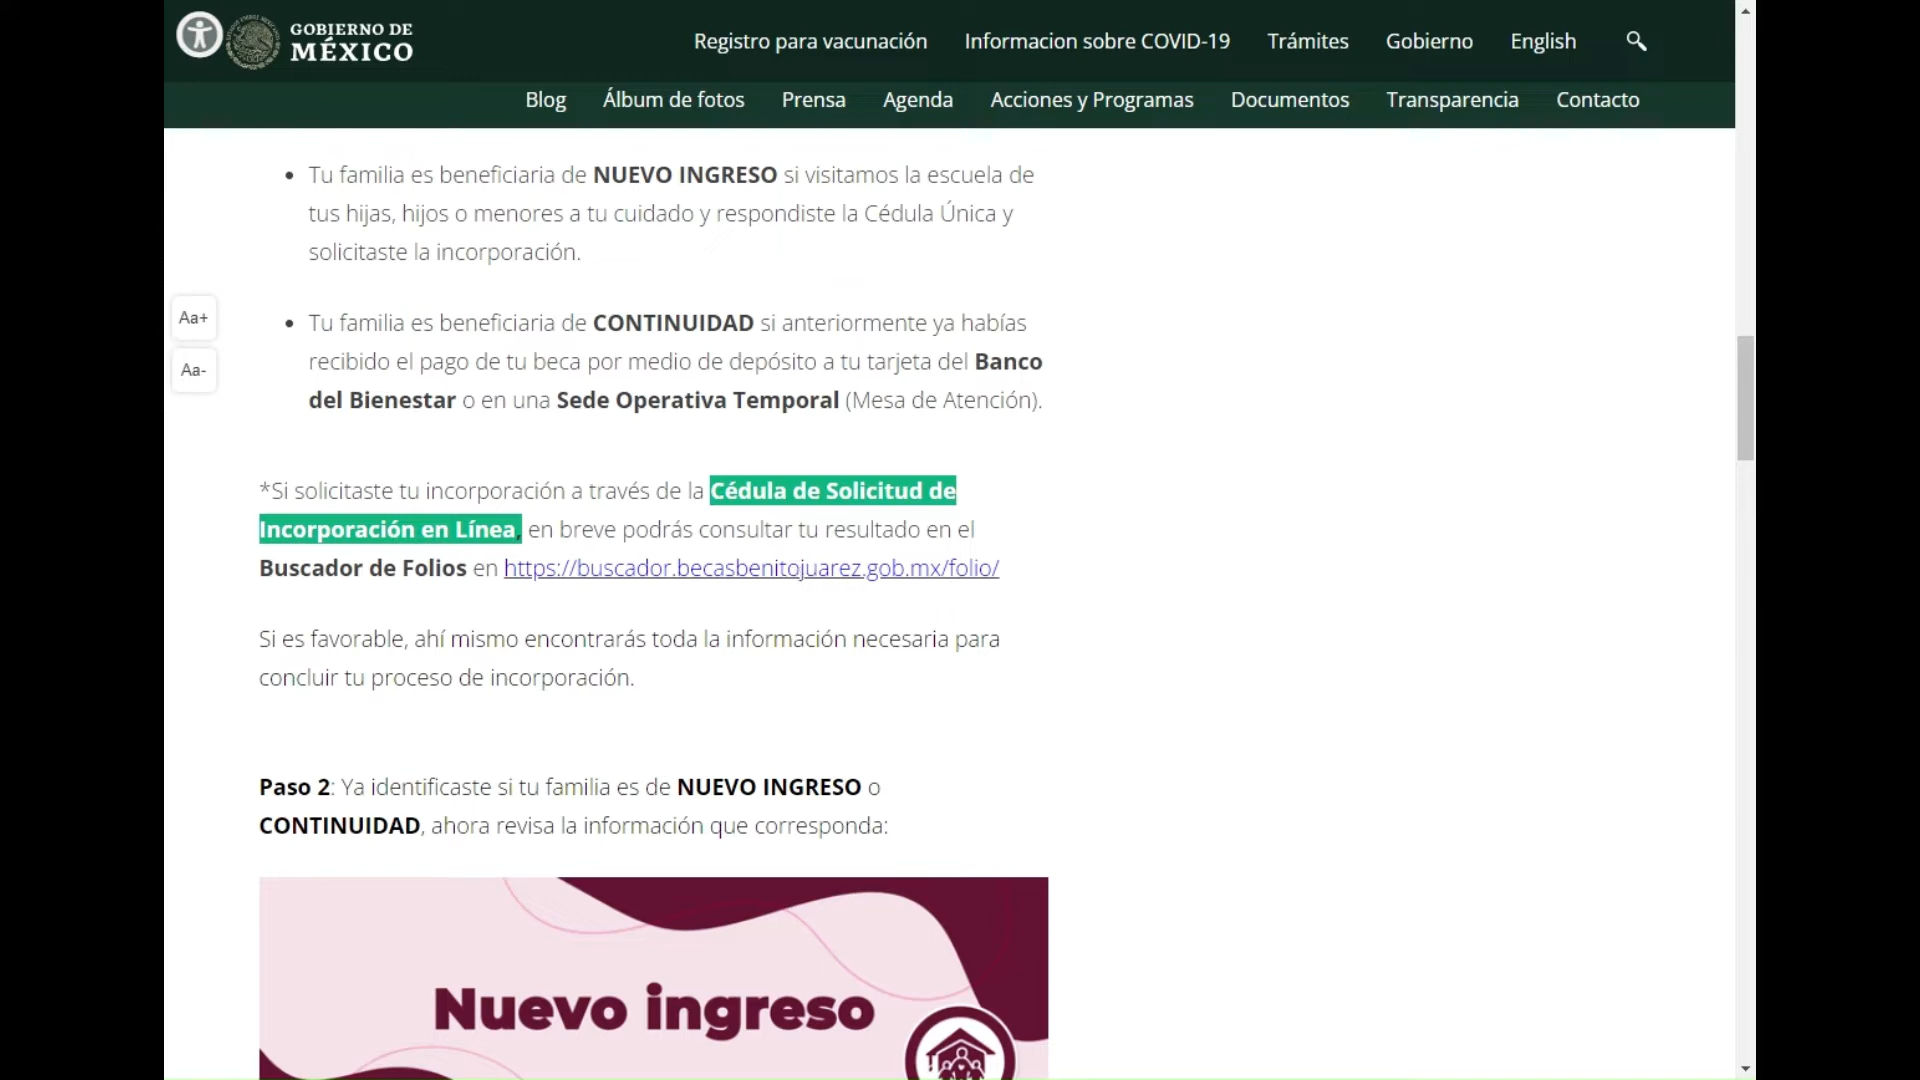 GOBIERNO DE
MÉXICO
Registro para vacunación Informacion sobre COVID-19 Trámites Gobierno English
Blog Álbum de fotos Prensa Agenda Acciones y Programas Documentos Transparencia Contacto
Tu familia es beneficiaria de NUEVO INGRESO si visitamos la escuela de
tus hijas, hijos o menores a tu cuidado y respondiste la Cédula Única y
solicitaste la incorporación.
Aa+
Aa-
Tu familia es beneficiaria de CONTINUIDAD si anteriormente ya habías
recibido el pago de tu beca por medio de depósito a tu tarjeta del Banco
del Bienestar o en una Sede Operativa Temporal (Mesa de Atención).
*Si solicitaste tu incorporación a través de la Cédula de Solicitud de
Incorporación en Línea, en breve podrás consultar tu resultado en el
Buscador de Folios en https://buscador.becasbenitojuarez.gob.mx/folio/
Si es favorable, ahí mismo encontrarás toda la información necesaria para
concluir tu proceso de incorporación.
Paso 2: Ya identificaste si tu familia es de NUEVO INGRESO o
CONTINUIDAD, ahora revisa la información que corresponda:
Nuevo ingreso